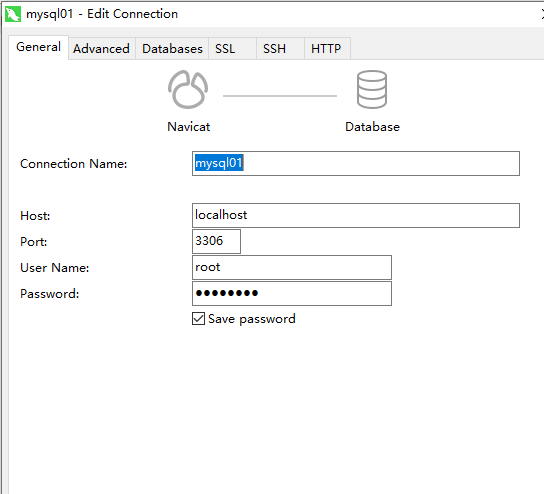 mysql01 - Edit Connection
General Advanced Databases SSL SSH HTTP
Navicat Database
Connection Name: mysql01
Host: localhost
Port: 3306
User Name: root
Password: ●●●●●●●●
Save password